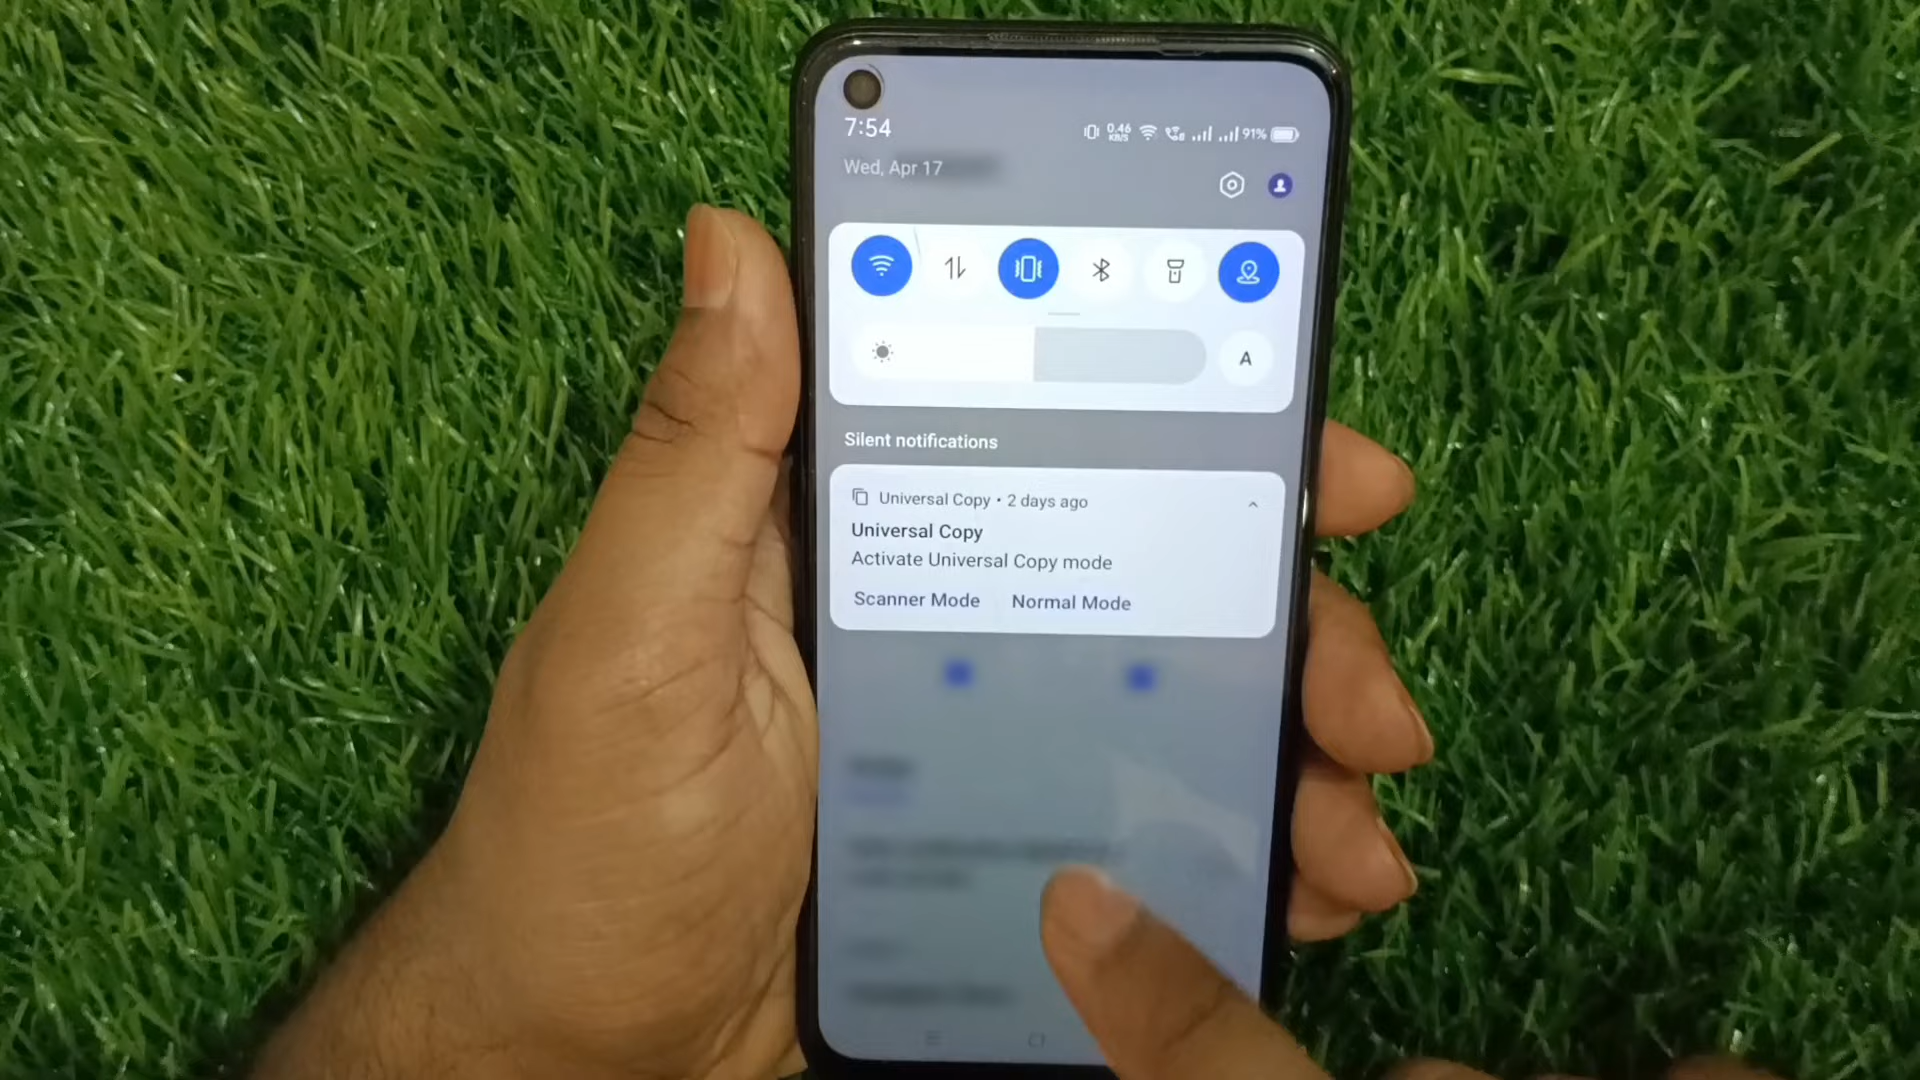 7:54
0.46 KB/S
91%
Wed, Apr 17
A
Silent notifications
Universal Copy • 2 days ago
Universal Copy
Activate Universal Copy mode
Scanner Mode Normal Mode